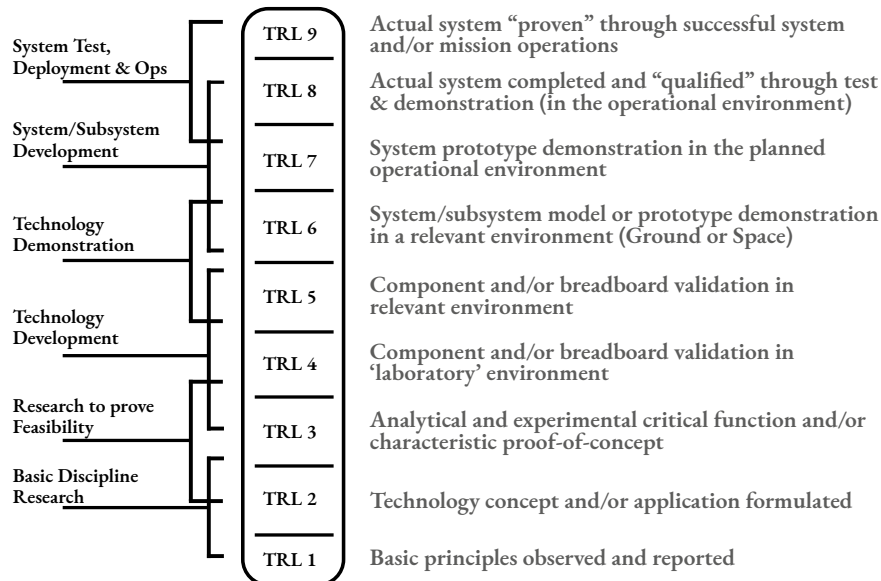 System Test,
Deployment & Ops
System/Subsystem
Development
Technology
Demonstration
Technology
Development
Research to prove
Feasibility
Basic Discipline
Research
TRL 9
Actual system “proven” through successful system
and/or mission operations
TRL 8
Actual system completed and “qualified” through test
& demonstration (in the operational environment)
TRL 7
System prototype demonstration in the planned
operational environment
TRL 6
System/subsystem model or prototype demonstration
in a relevant environment (Ground or Space)
TRL 5
Component and/or breadboard validation in
relevant environment
TRL 4
Component and/or breadboard validation in
‘laboratory’ environment
TRL 3
Analytical and experimental critical function and/or
characteristic proof-of-concept
TRL 2
Technology concept and/or application formulated
TRL 1
Basic principles observed and reported